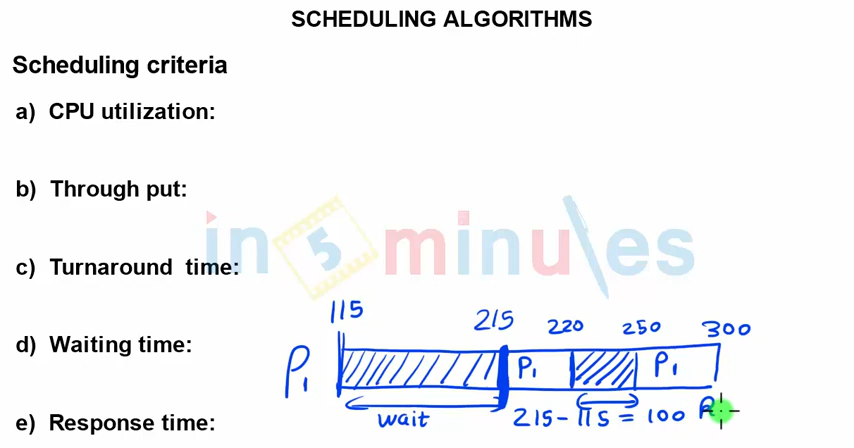 SCHEDULING ALGORITHMS
Scheduling criteria
a) CPU utilization:
b) Through put:
in 5 minutes
c) Turnaround time:
115
215 220 250 300
d) Waiting time:
P1 P1 P1
wait 215-115 = 100
e) Response time: